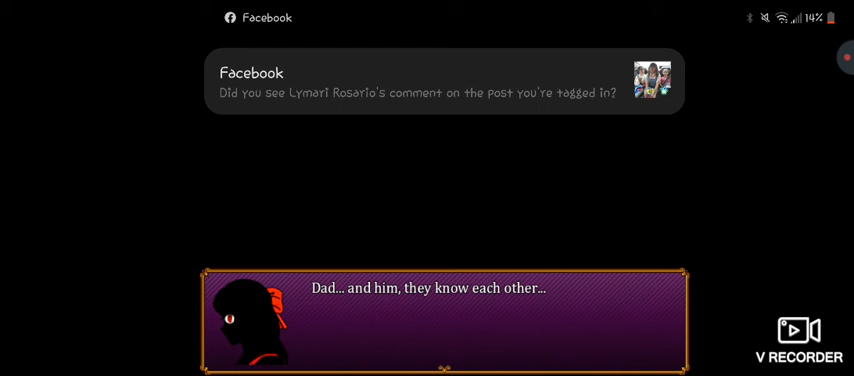 Facebook
14%
Facebook
Did you see Lymari Rosario's comment on the post you're tagged in?
Dad... and him, they know each other...
V RECORDER